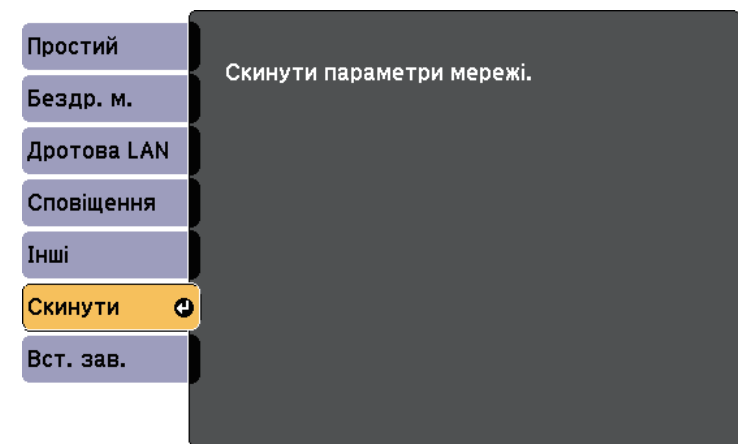 Простий
Скинути параметри мережі.
Бездр. м.
Дротова LAN
Сповіщення
Інші
Скинути
Вст. зав.